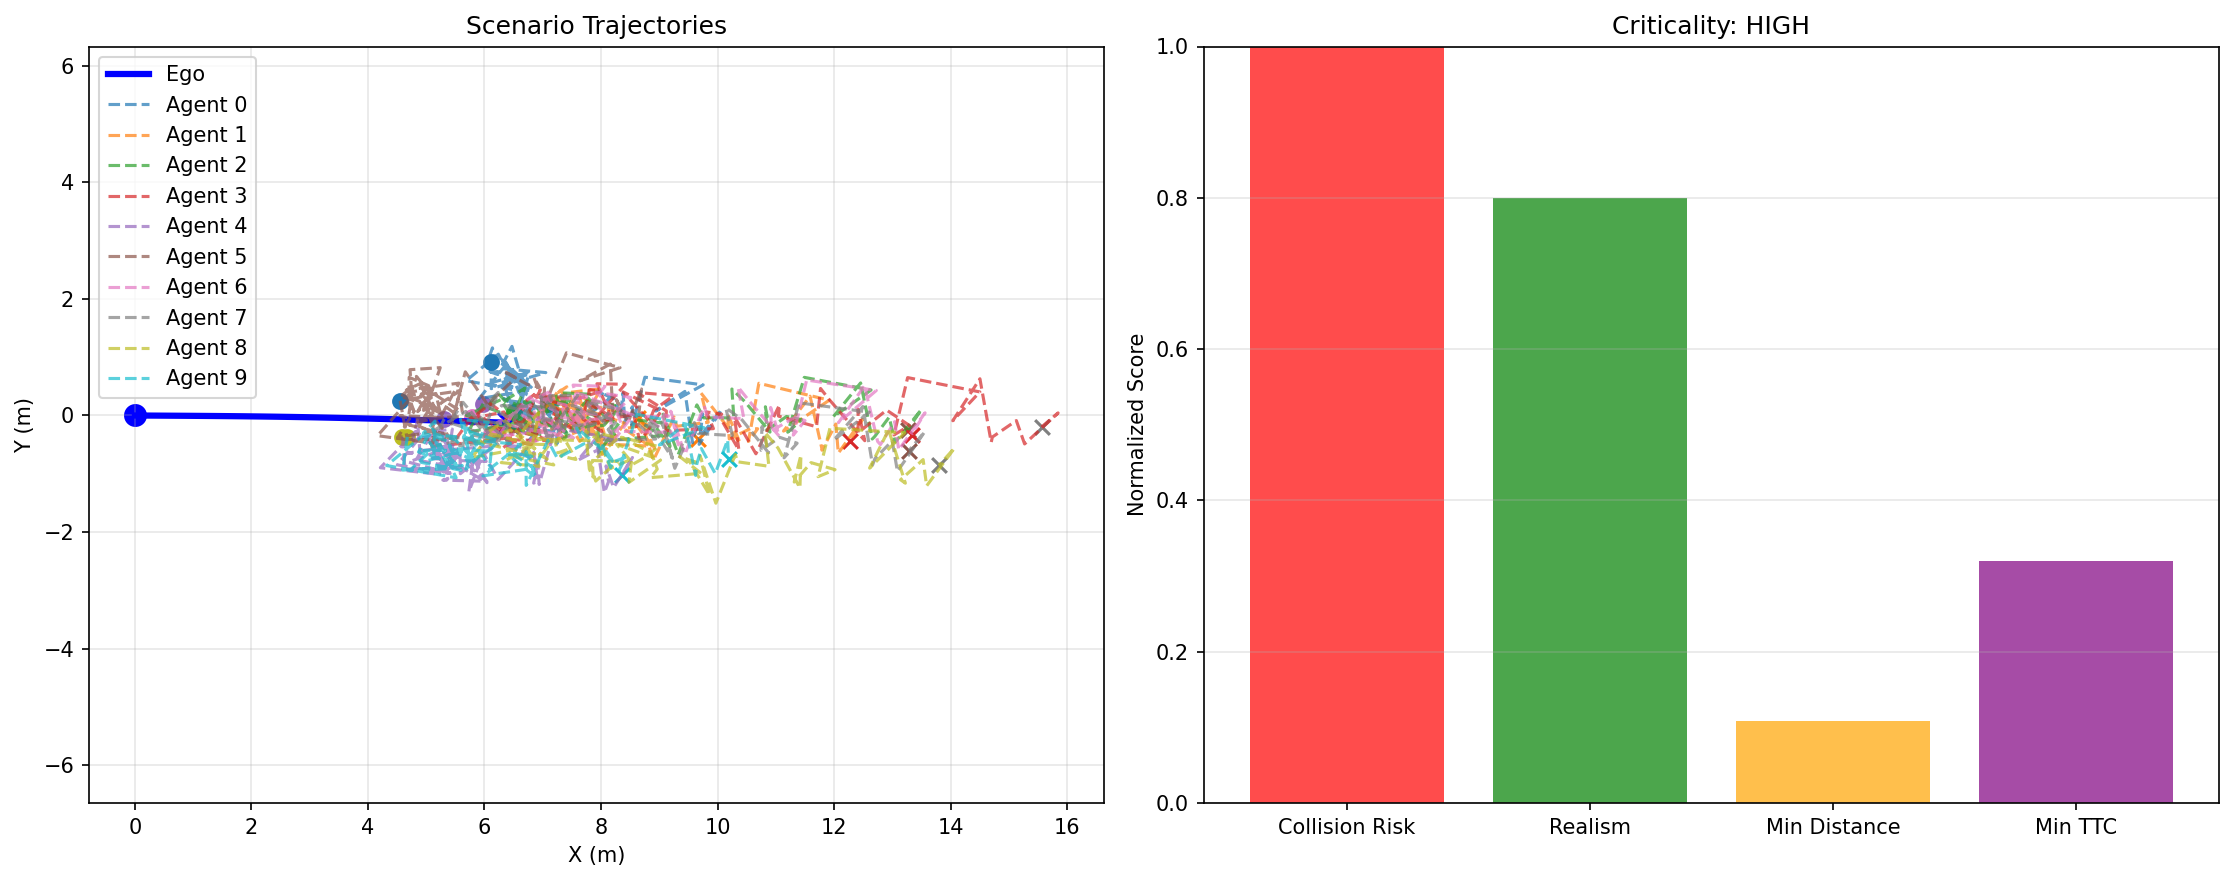 Scenario Trajectories
6
4
2
0
−2
−4
−6
Y (m)
Ego
Agent 0
Agent 1
Agent 2
Agent 3
Agent 4
Agent 5
Agent 6
Agent 7
Agent 8
Agent 9
0 2 4 6 8 10 12 14 16
X (m)
Criticality: HIGH
1.0
0.8
0.6
0.4
0.2
0.0
Normalized Score
Collision Risk Realism Min Distance Min TTC